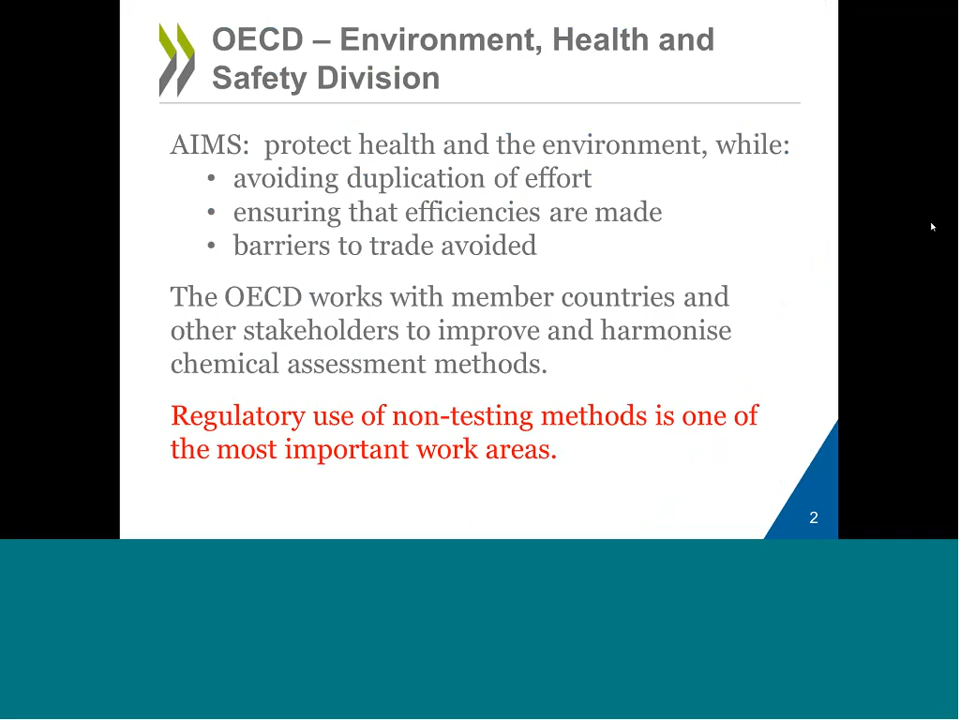 OECD – Environment, Health and
Safety Division
AIMS:  protect health and the environment, while:
• avoiding duplication of effort
• ensuring that efficiencies are made
• barriers to trade avoided
The OECD works with member countries and
other stakeholders to improve and harmonise
chemical assessment methods.
Regulatory use of non-testing methods is one of
the most important work areas.
2